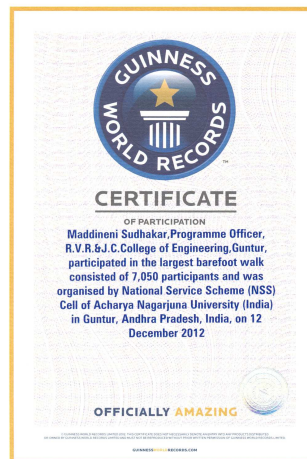 GUINNESS
WORLD RECORDS
TM
CERTIFICATE
OF PARTICIPATION
Maddineni Sudhakar,Programme Officer,
R.V.R.&J.C.College of Engineering,Guntur,
participated in the largest barefoot walk
consisted of 7,050 participants and was
organised by National Service Scheme (NSS)
Cell of Acharya Nagarjuna University (India)
in Guntur, Andhra Pradesh, India, on 12
December 2012
OFFICIALLY AMAZING
GUINNESSWORLDRECORDS.COM